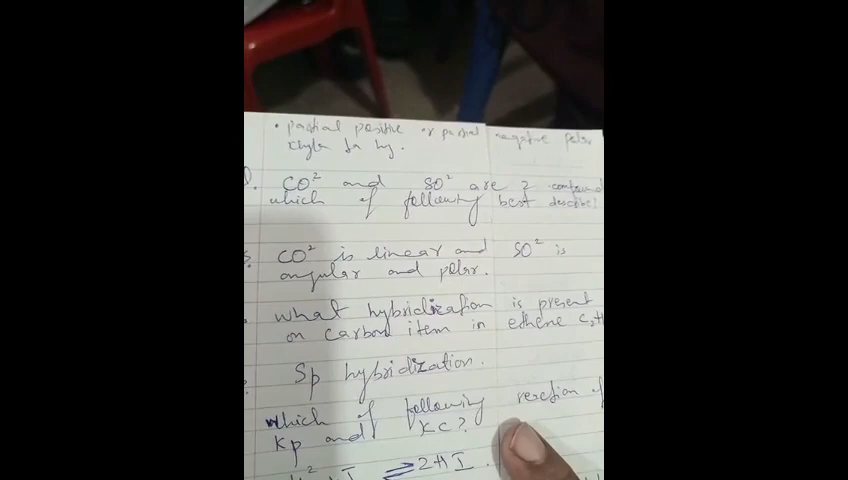 • partial positive or partial negative polar
CO² and SO² are 2 compound
which of following best describe?
CO² is linear and SO² is
angular and polar.
what hybridization is present
on carbon item in ethene C₂H
Sp hybridization.
which of following reaction of
Kp and KC?
⇌ 2HI.